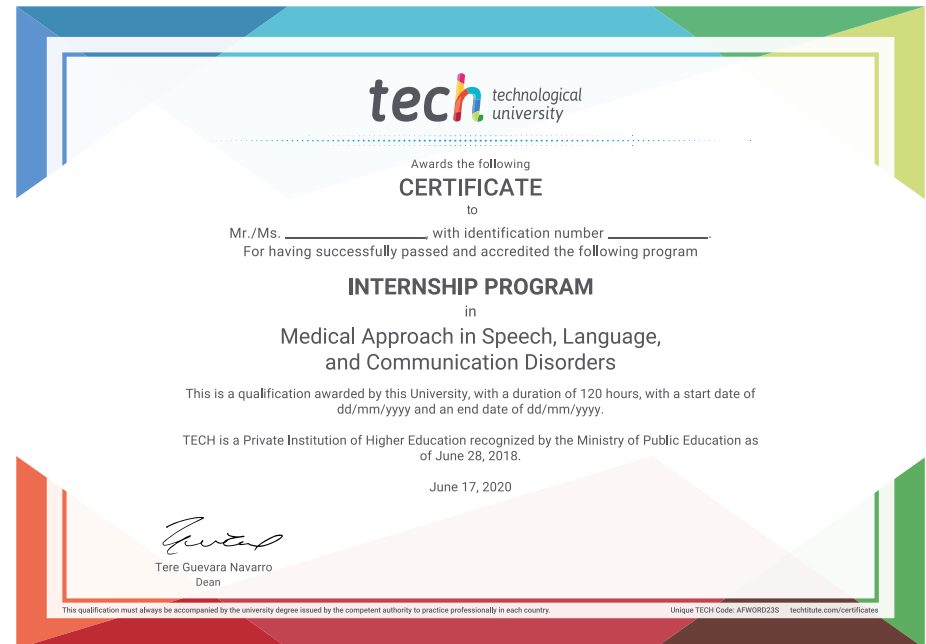 tech technological
university
Awards the following
CERTIFICATE
to
Mr./Ms. ____________________, with identification number ______________.
For having successfully passed and accredited the following program
INTERNSHIP PROGRAM
in
Medical Approach in Speech, Language,
and Communication Disorders
This is a qualification awarded by this University, with a duration of 120 hours, with a start date of
dd/mm/yyyy and an end date of dd/mm/yyyy.
TECH is a Private Institution of Higher Education recognized by the Ministry of Public Education as
of June 28, 2018.
June 17, 2020
Tere Guevara Navarro
Dean
This qualification must always be accompanied by the university degree issued by the competent authority to practice professionally in each country.
Unique TECH Code: AFWORD23S techtitute.com/certificates